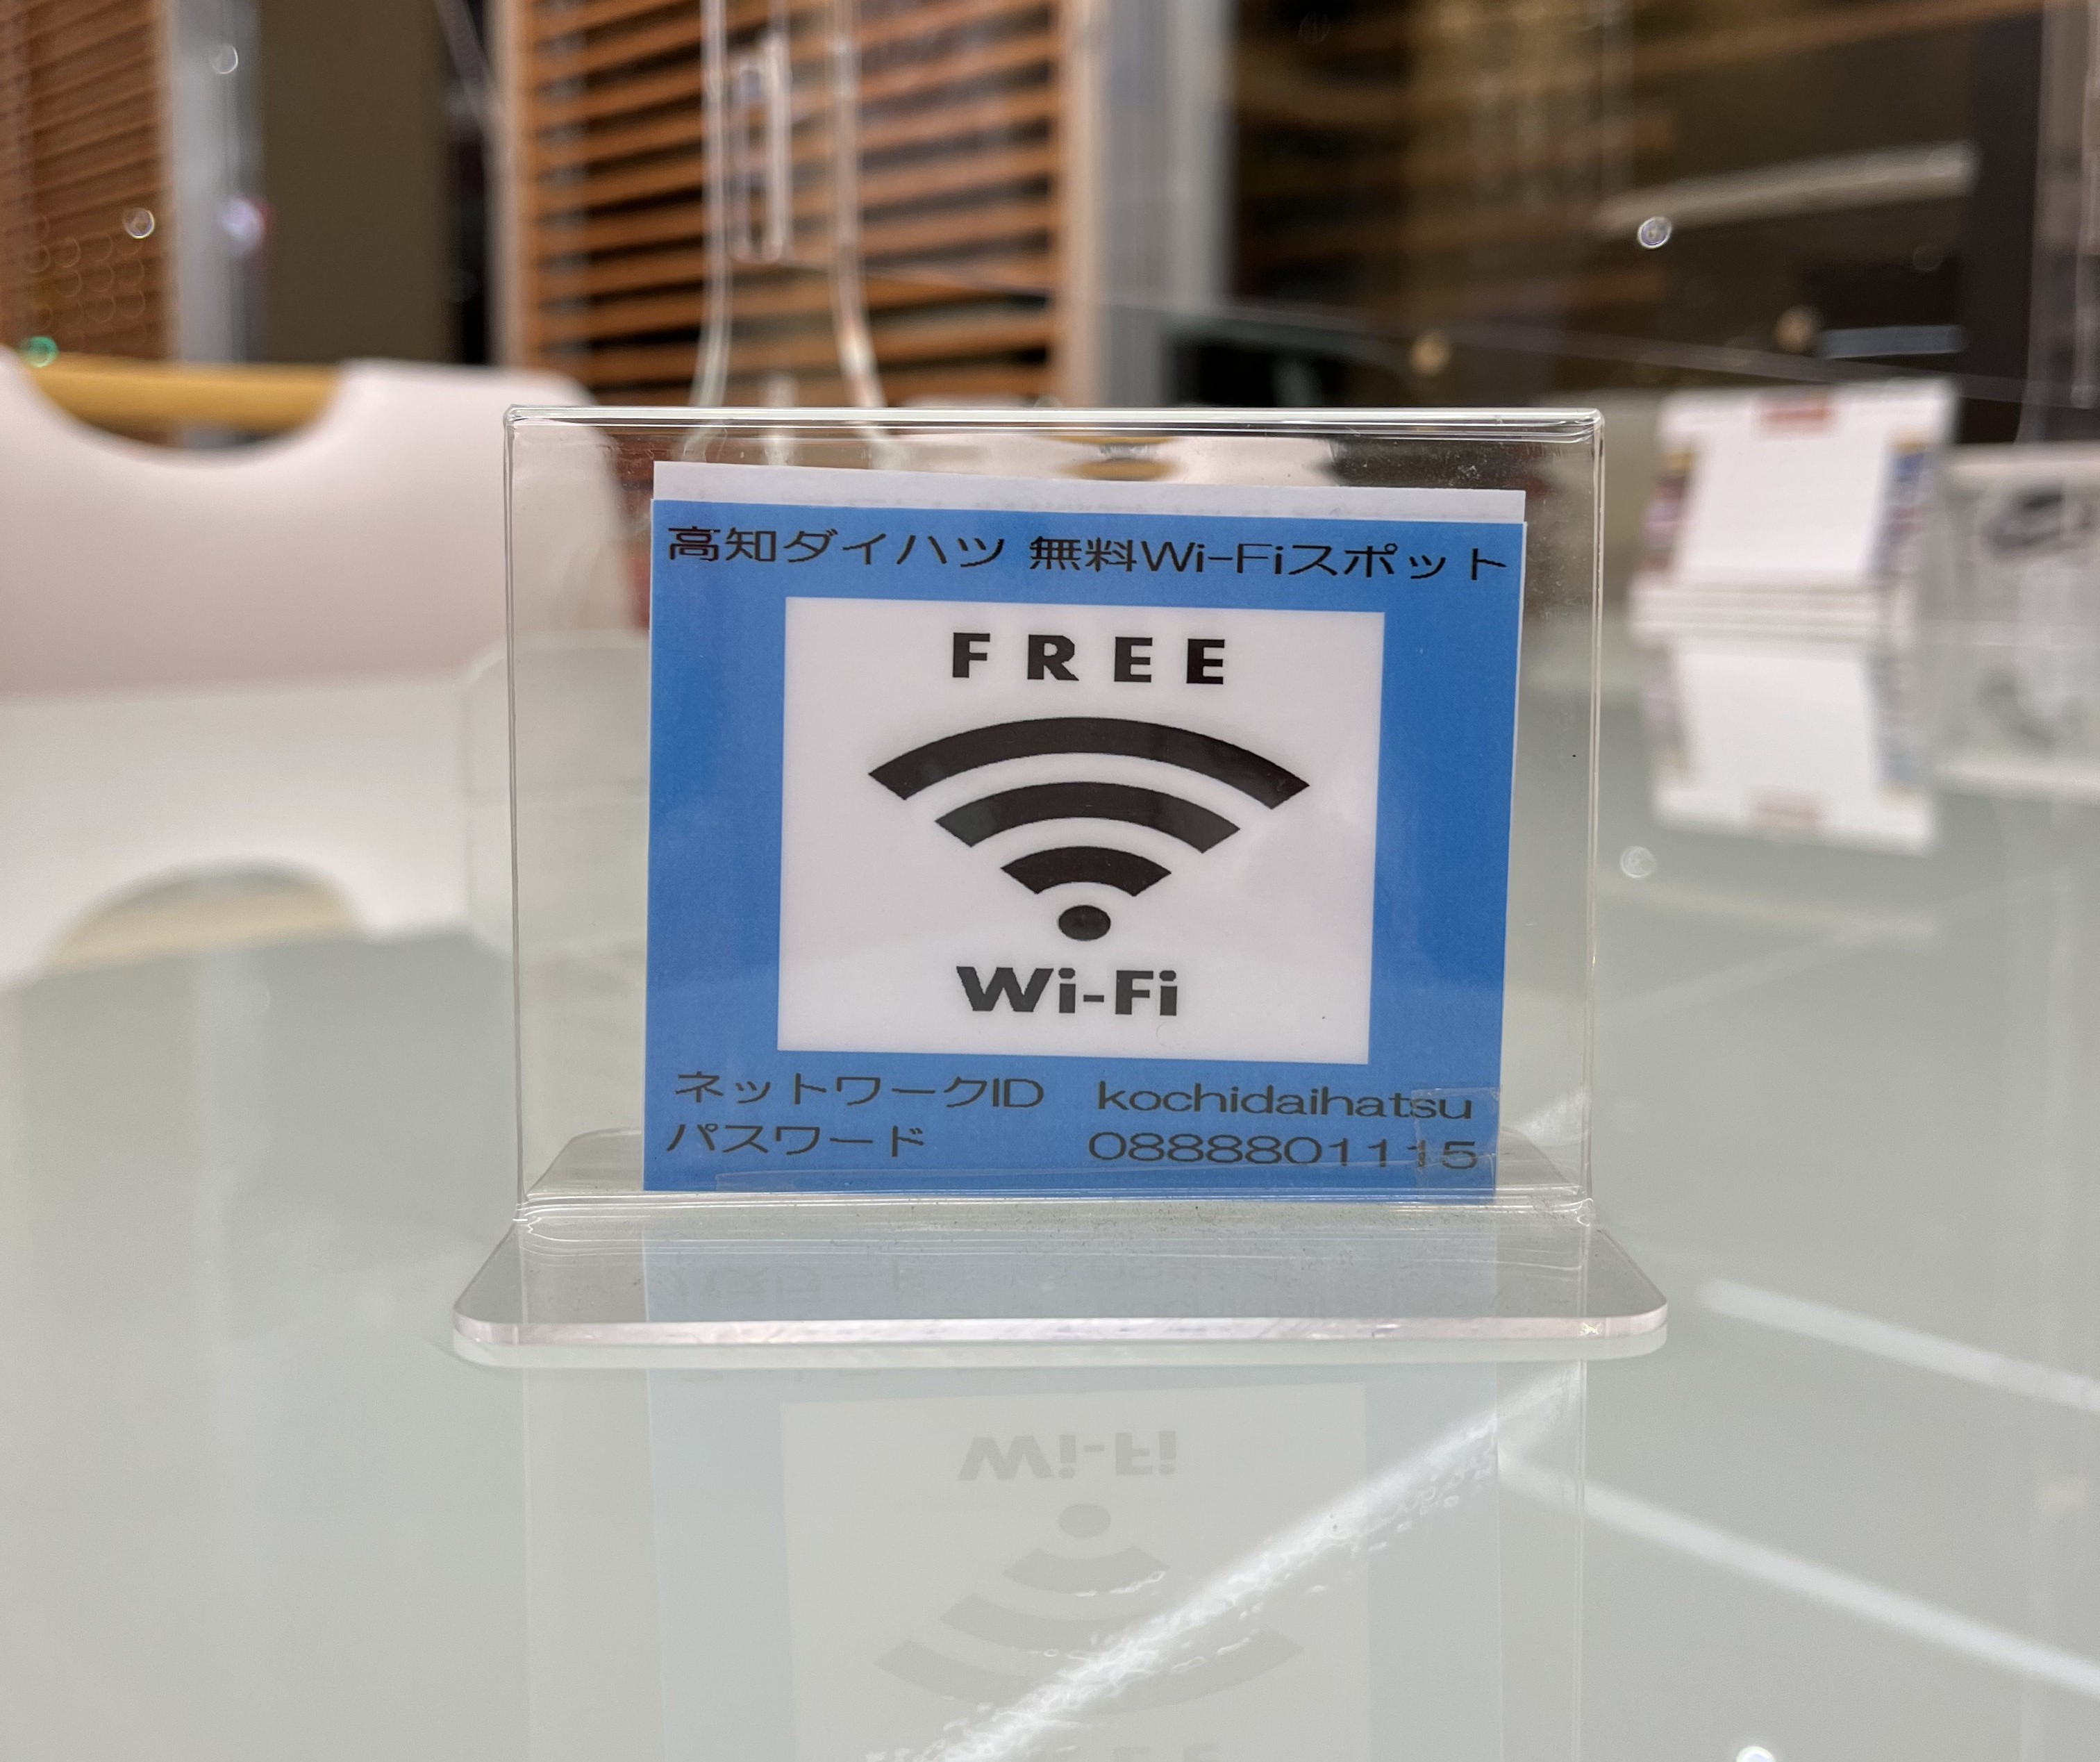 高知ダイハツ 無料Wi-Fiスポット
FREE
Wi-Fi
ネットワークID kochidaihatsu
パスワード 0888801115